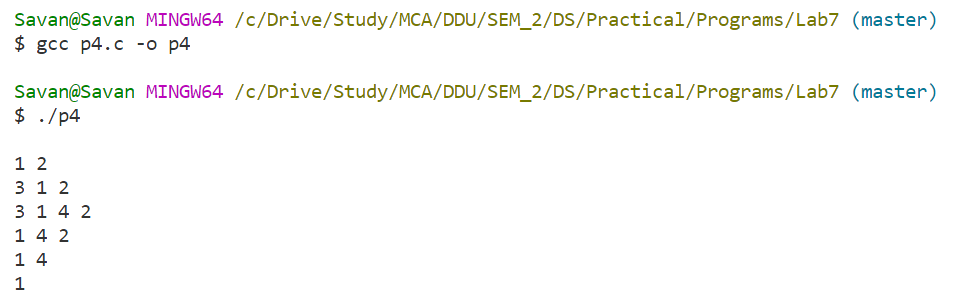 Savan@Savan MINGW64 /c/Drive/Study/MCA/DDU/SEM_2/DS/Practical/Programs/Lab7 (master)
$ gcc p4.c -o p4
Savan@Savan MINGW64 /c/Drive/Study/MCA/DDU/SEM_2/DS/Practical/Programs/Lab7 (master)
$ ./p4
1 2
3 1 2
3 1 4 2
1 4 2
1 4
1